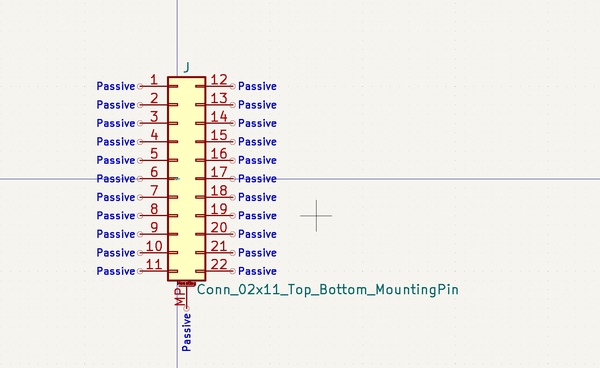 J
Passive 1 12 Passive
Passive 2 13 Passive
Passive 3 14 Passive
Passive 4 15 Passive
Passive 5 16 Passive
Passive 6 17 Passive
Passive 7 18 Passive
Passive 8 19 Passive
Passive 9 20 Passive
Passive 10 21 Passive
Passive 11 22 Passive
Conn_02x11_Top_Bottom_MountingPin
MP
Passive